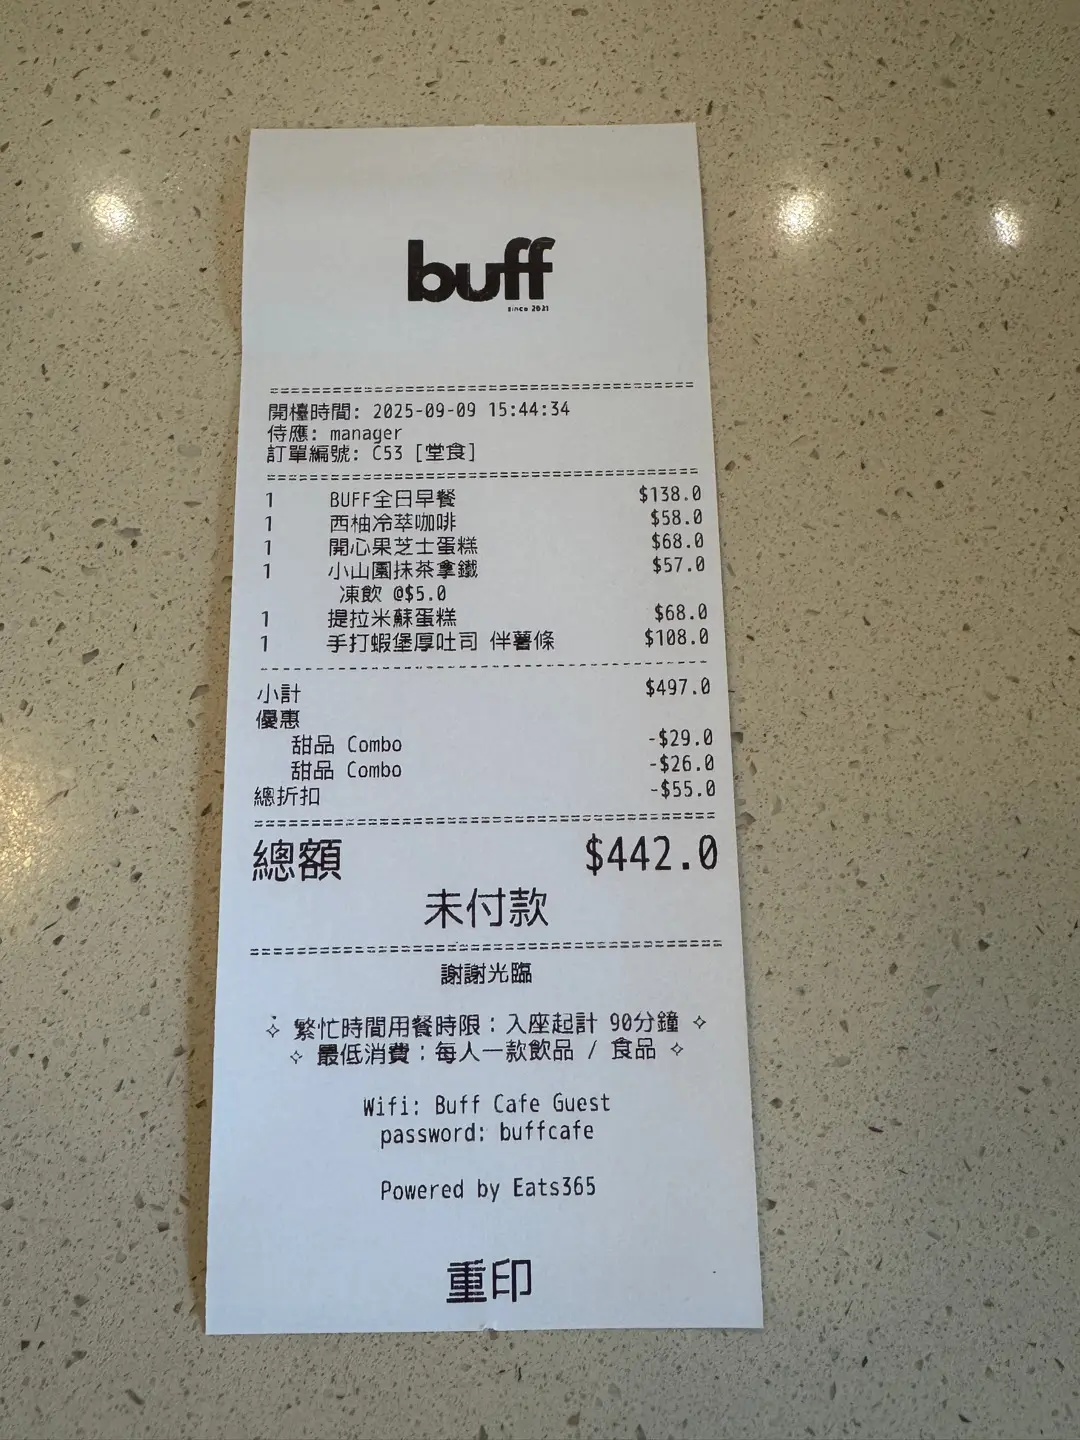 buff
since 2021
開檯時間: 2025-09-09 15:44:34
侍應: manager
訂單編號: C53 [堂食]
1 BUFF全日早餐 $138.0
1 西柚冷萃咖啡 $58.0
1 開心果芝士蛋糕 $68.0
1 小山園抹茶拿鐵 $57.0
凍飲 @$5.0
1 提拉米蘇蛋糕 $68.0
1 手打蝦堡厚吐司 伴薯條 $108.0
小計 $497.0
優惠
甜品 Combo -$29.0
甜品 Combo -$26.0
總折扣 -$55.0
總額 $442.0
未付款
謝謝光臨
✧ 繁忙時間用餐時限：入座起計 90分鐘 ✧
✧ 最低消費：每人一款飲品 / 食品 ✧
Wifi: Buff Cafe Guest
password: buffcafe
Powered by Eats365
重印